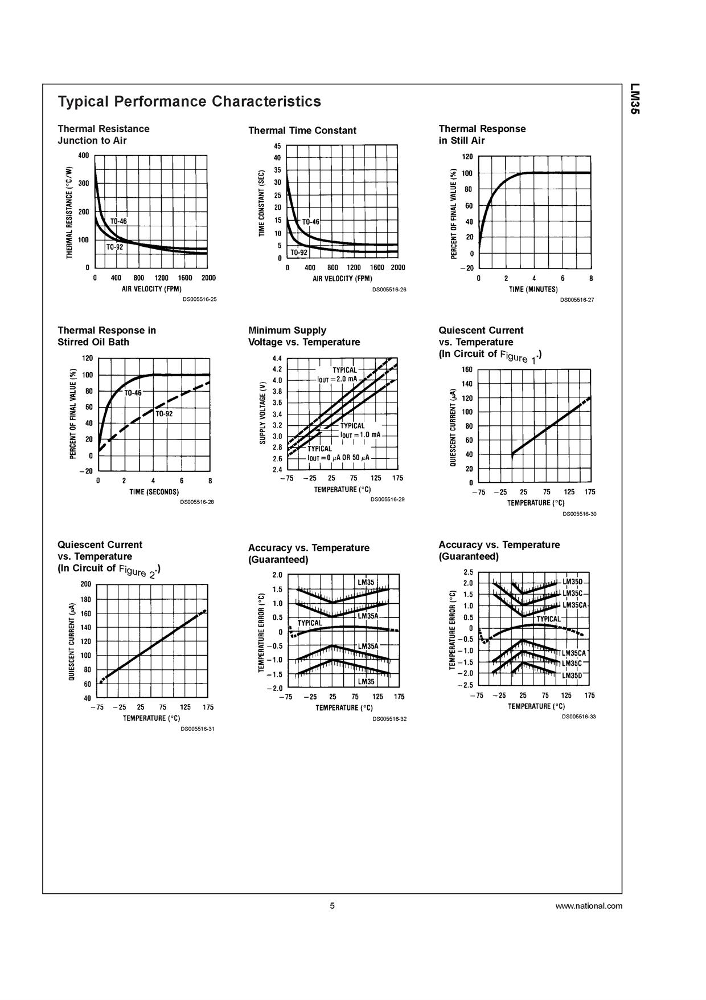 LM35
Typical Performance Characteristics
Thermal Resistance
Junction to Air
400
300
200
100
0
THERMAL RESISTANCE (°C/W)
TO-46
TO-92
0 400 800 1200 1600 2000
AIR VELOCITY (FPM)
DS005516-25
Thermal Time Constant
45
40
35
30
25
20
15
10
5
0
TIME CONSTANT (SEC)
TO-46
TO-92
0 400 800 1200 1600 2000
AIR VELOCITY (FPM)
DS005516-26
Thermal Response
in Still Air
120
100
80
60
40
20
0
−20
PERCENT OF FINAL VALUE (%)
0 2 4 6 8
TIME (MINUTES)
DS005516-27
Thermal Response in
Stirred Oil Bath
120
100
80
60
40
20
0
−20
PERCENT OF FINAL VALUE (%)
TO-46
TO-92
0 2 4 6 8
TIME (SECONDS)
DS005516-28
Minimum Supply
Voltage vs. Temperature
4.4
4.2
4.0
3.8
3.6
3.4
3.2
3.0
2.8
2.6
2.4
SUPPLY VOLTAGE (V)
TYPICAL
IOUT = 2.0 mA
TYPICAL
IOUT = 1.0 mA
TYPICAL
IOUT = 0 µA OR 50 µA
−75 −25 25 75 125 175
TEMPERATURE (°C)
DS005516-29
Quiescent Current
vs. Temperature
(In Circuit of Figure 1.)
160
140
120
100
80
60
40
20
0
QUIESCENT CURRENT (µA)
−75 −25 25 75 125 175
TEMPERATURE (°C)
DS005516-30
Quiescent Current
vs. Temperature
(In Circuit of Figure 2.)
200
180
160
140
120
100
80
60
40
QUIESCENT CURRENT (µA)
−75 −25 25 75 125 175
TEMPERATURE (°C)
DS005516-31
Accuracy vs. Temperature
(Guaranteed)
2.0
1.5
1.0
0.5
0
−0.5
−1.0
−1.5
−2.0
TEMPERATURE ERROR (°C)
LM35
LM35A
TYPICAL
LM35A
LM35
−75 −25 25 75 125 175
TEMPERATURE (°C)
DS005516-32
Accuracy vs. Temperature
(Guaranteed)
2.5
2.0
1.5
1.0
0.5
0
−0.5
−1.0
−1.5
−2.0
−2.5
TEMPERATURE ERROR (°C)
LM35D
LM35C
LM35CA
TYPICAL
LM35CA
LM35C
LM35D
−75 −25 25 75 125 175
TEMPERATURE (°C)
DS005516-33
5
www.national.com